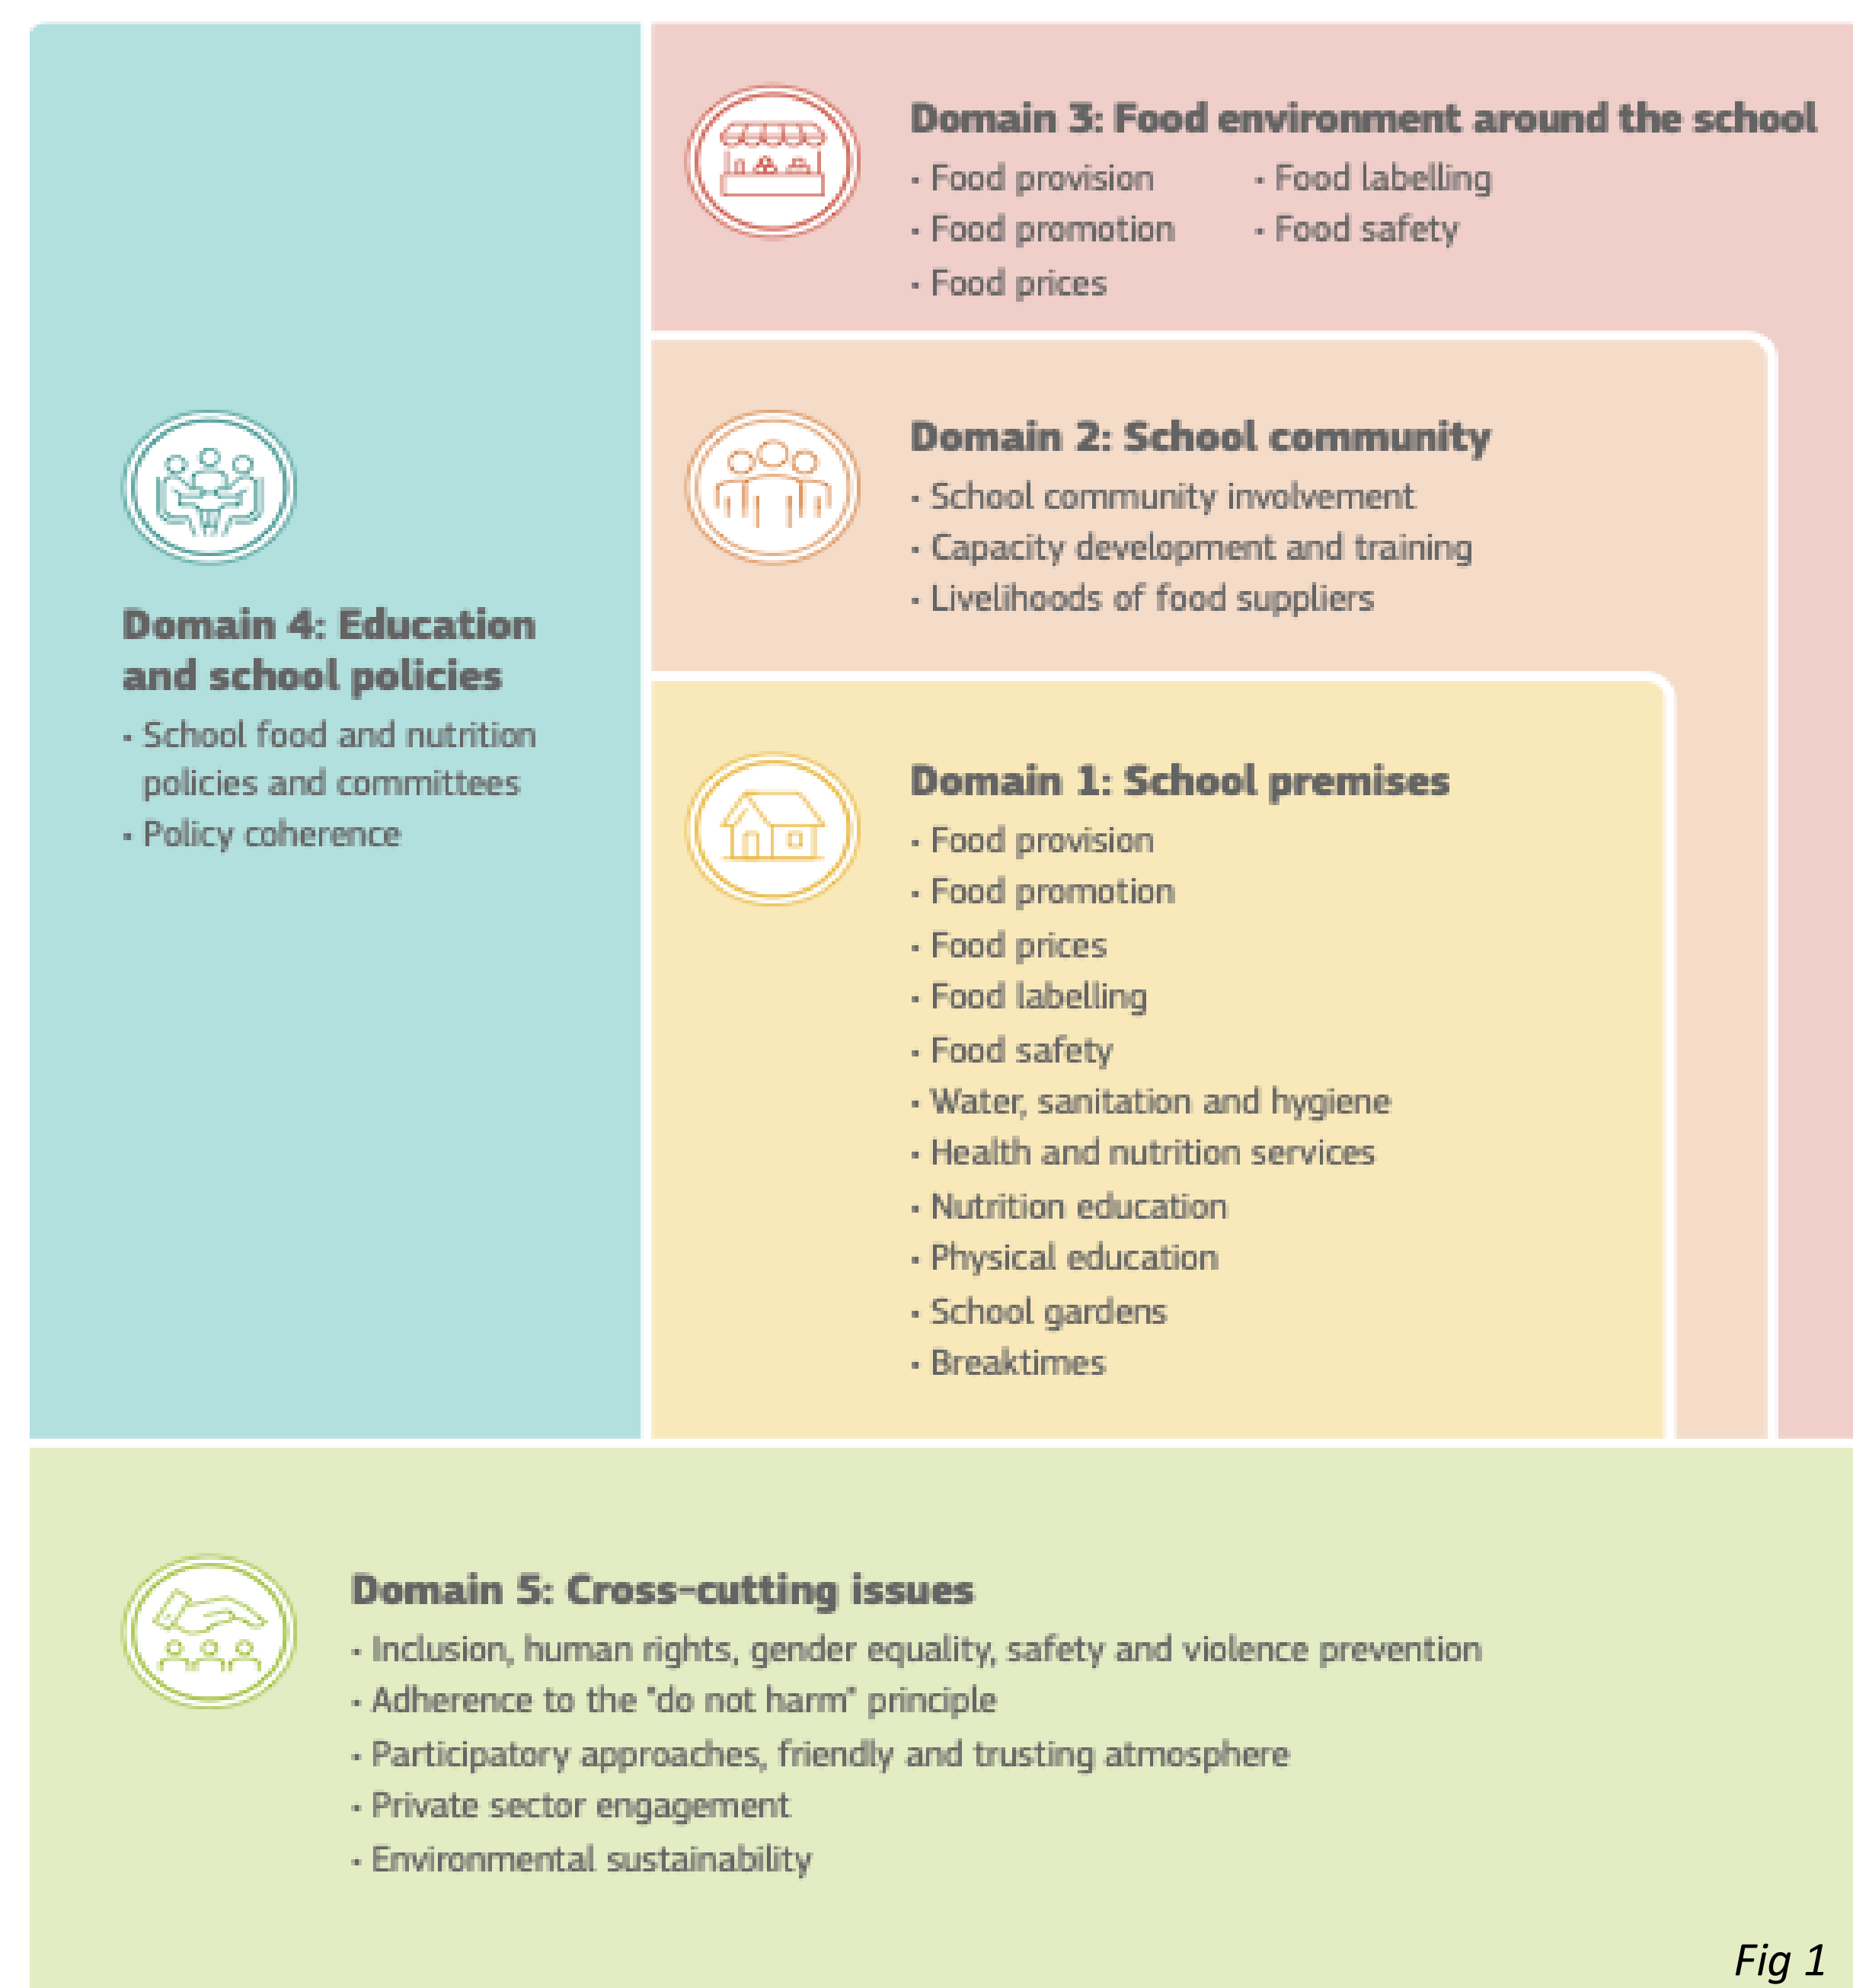 Domain 3: Food environment around the school
· Food provision
· Food promotion
· Food prices
· Food labelling
· Food safety
Domain 2: School community
· School community involvement
· Capacity development and training
· Livelihoods of food suppliers
Domain 4: Education
and school policies
· School food and nutrition
policies and committees
· Policy coherence
Domain 1: School premises
· Food provision
· Food promotion
· Food prices
· Food labelling
· Food safety
· Water, sanitation and hygiene
· Health and nutrition services
· Nutrition education
· Physical education
· School gardens
· Breaktimes
Domain 5: Cross-cutting issues
· Inclusion, human rights, gender equality, safety and violence prevention
· Adherence to the "do not harm" principle
· Participatory approaches, friendly and trusting atmosphere
· Private sector engagement
· Environmental sustainability
Fig 1